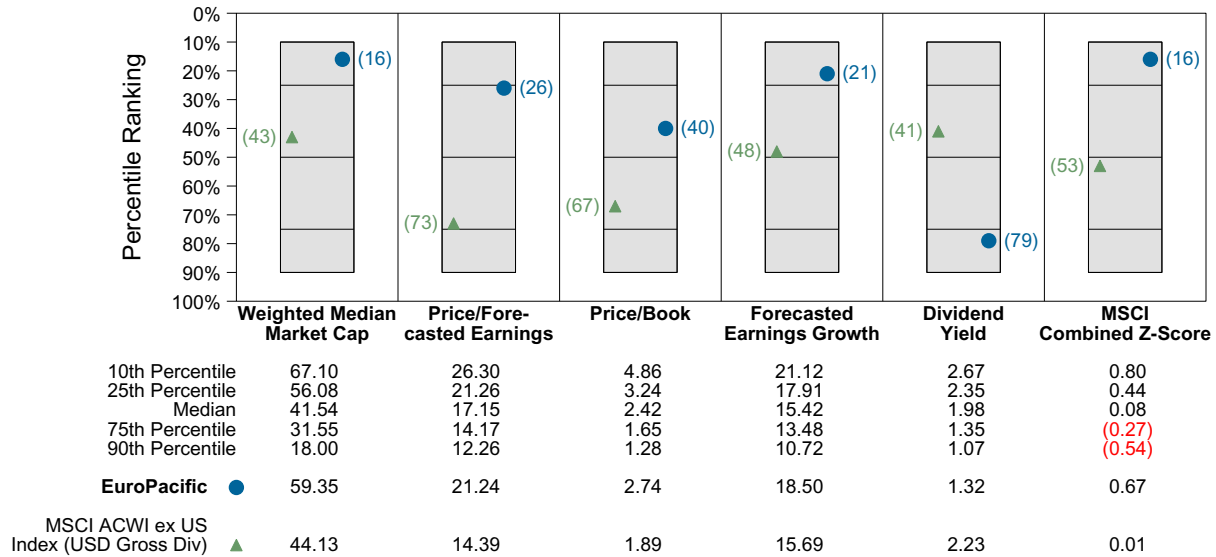 Percentile Ranking
0%
10%
20%
30%
40%
50%
60%
70%
80%
90%
100%
(16) (26) (40) (21) (79) (16)
(43) (73) (67) (48) (41) (53)
Weighted Median Price/Fore- Price/Book Forecasted Dividend MSCI
Market Cap casted Earnings Earnings Growth Yield Combined Z-Score
10th Percentile 67.10 26.30 4.86 21.12 2.67 0.80
25th Percentile 56.08 21.26 3.24 17.91 2.35 0.44
Median 41.54 17.15 2.42 15.42 1.98 0.08
75th Percentile 31.55 14.17 1.65 13.48 1.35 (0.27)
90th Percentile 18.00 12.26 1.28 10.72 1.07 (0.54)
EuroPacific 59.35 21.24 2.74 18.50 1.32 0.67
MSCI ACWI ex US
Index (USD Gross Div) 44.13 14.39 1.89 15.69 2.23 0.01